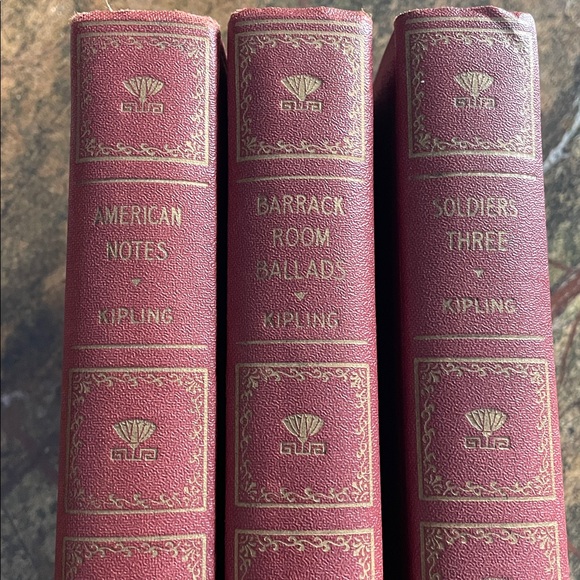 AMERICAN
NOTES
KIPLING
BARRACK
ROOM
BALLADS
KIPLING
SOLDIERS
THREE
KIPLING